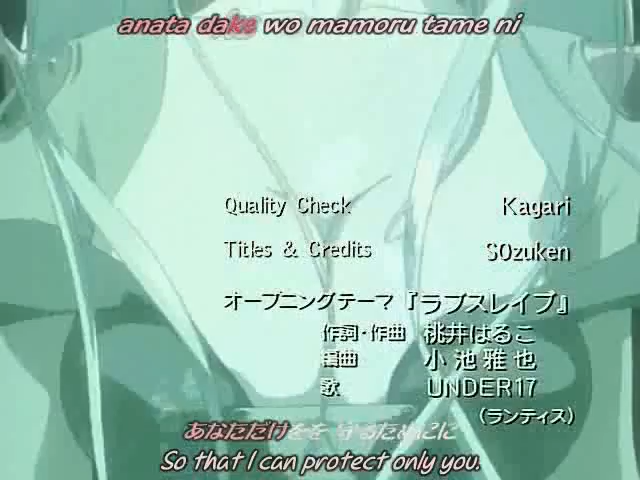 anata dake wo mamoru tame ni
Quality Check Kagari
Titles & Credits SOzuken
オープニングテーマ 『ラブスレイブ』
作詞・作曲 桃井はるこ
編曲 小池雅也
歌 UNDER17
(ランティス)
あなただけをを 守るためにに
So that I can protect only you.